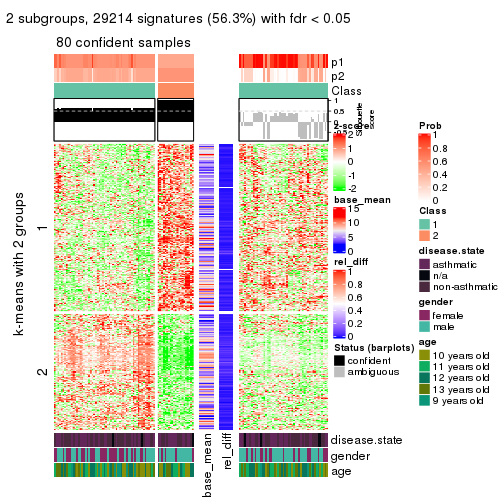 2 subgroups, 29214 signatures (56.3%) with fdr < 0.05
80 confident samples
p1
p2
Class
1
0.5
0
-0.5
Silhouette
score
k-means with 2 groups
1
2
z-score
2
1
0
-1
-2
base_mean
15
10
5
0
rel_diff
1
0.8
0.6
0.4
0.2
0
Status (barplots)
confident
ambiguous
Prob
1
0.8
0.6
0.4
0.2
0
Class
1
2
disease.state
asthmatic
n/a
non-asthmatic
gender
female
male
age
10 years old
11 years old
12 years old
13 years old
9 years old
disease.state
gender
age
base_mean
rel_diff